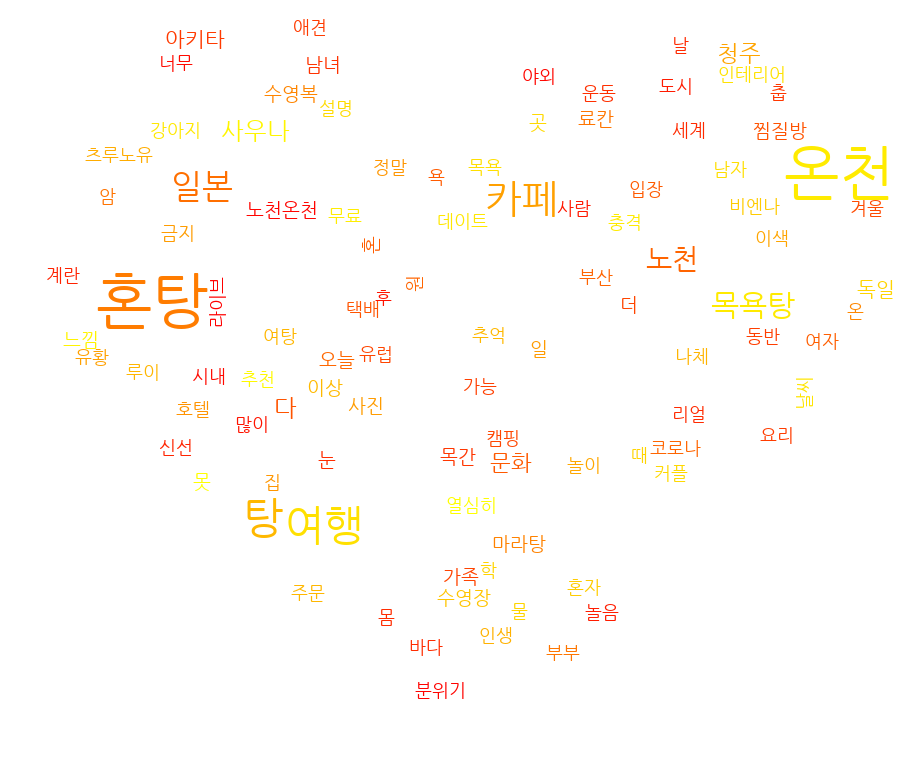 애견
아키타
날
너무
남녀
청주
야외
인테리어
도시
수영복
운동
춥
설명
료칸
곳
강아지
사우나
세계
찜질방
츠루노유
정말
목욕
남자
욕
온천
일본
카페
입장
암
노천온천
사람
비엔나
겨울
무료
데이트
충격
금지
이색
혼
노천
계란
부산
웝
독일
혼탕
라이브
후
더
목욕탕
택배
온
여탕
추억
동반
여자
느낌
일
유황
오늘
유럽
나체
루이
시내
추천
가능
이상
날씨
호텔
다
사진
리얼
많이
요리
캠핑
신선
코로나
눈
목간
문화
때
놀이
커플
못
집
열심히
탕
여행
마라탕
학
가족
주문
수영장
혼자
물
놀음
몸
인생
바다
부부
분위기